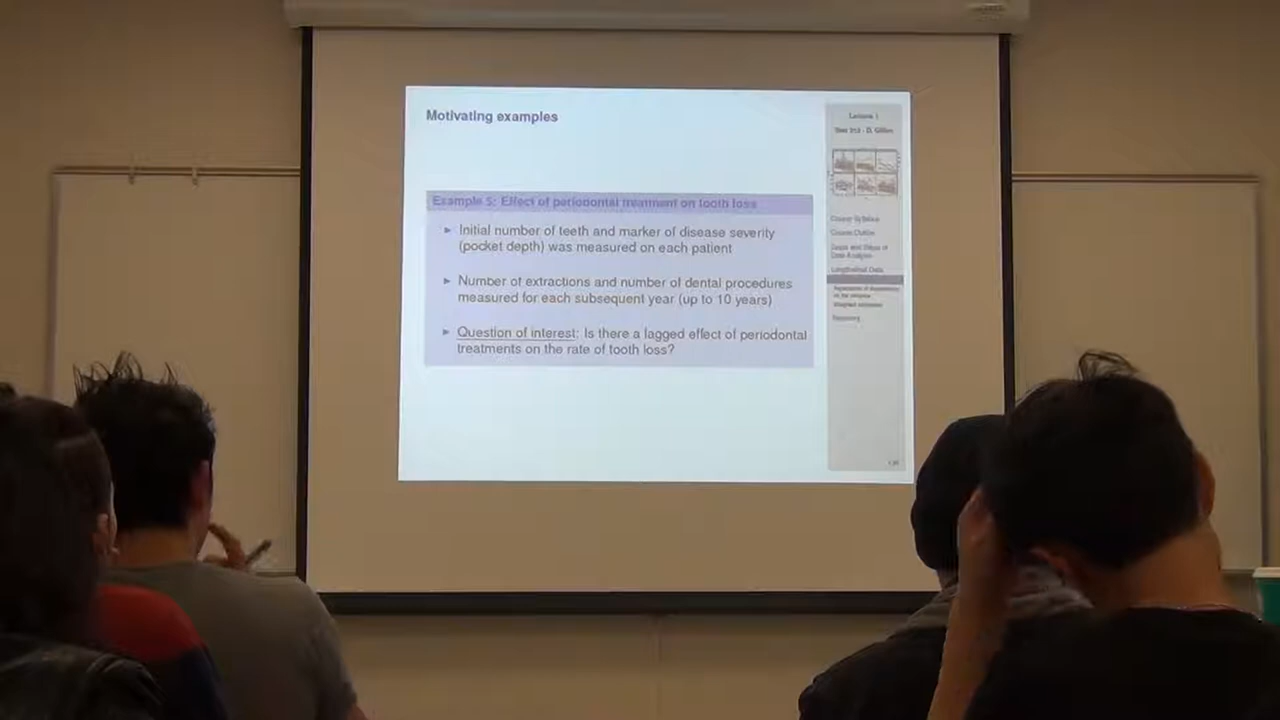 Motivating examples
Example 5: Effect of periodontal treatment on tooth loss
Initial number of teeth and marker of disease severity
(pocket depth) was measured on each patient
Number of extractions and number of dental procedures
measured for each subsequent year (up to 10 years)
Question of interest: Is there a lagged effect of periodontal
treatments on the rate of tooth loss?
Lecture 1
Course Syllabus
Course Outline
Longitudinal Data